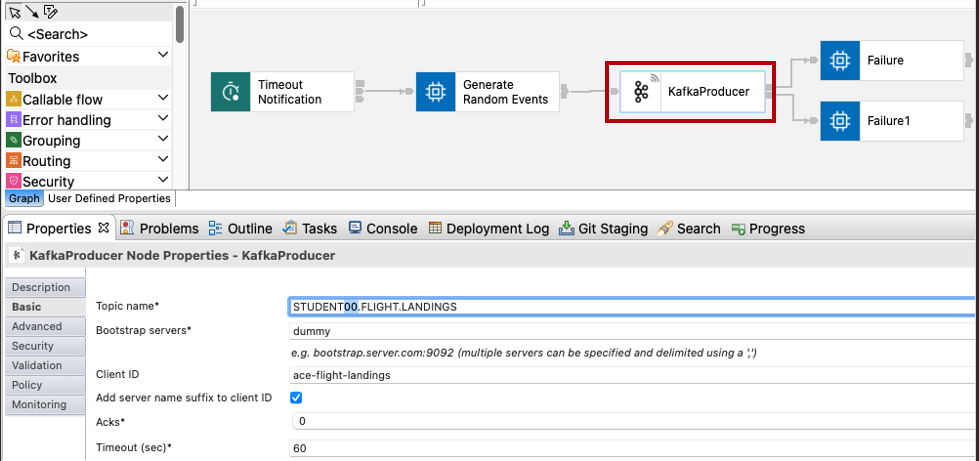 <Search>
Favorites
Toolbox
Callable flow
Error handling
Grouping
Routing
Security
Timeout
Notification
Generate
Random Events
KafkaProducer
Failure
Failure1
Graph User Defined Properties
Properties Problems Outline Tasks Console Deployment Log Git Staging Search Progress
KafkaProducer Node Properties - KafkaProducer
Description
Basic
Advanced
Security
Validation
Policy
Monitoring
Topic name* STUDENT00.FLIGHT.LANDINGS
Bootstrap servers* dummy
e.g. bootstrap.server.com:9092 (multiple servers can be specified and delimited using a ',')
Client ID ace-flight-landings
Add server name suffix to client ID
Acks* 0
Timeout (sec)* 60